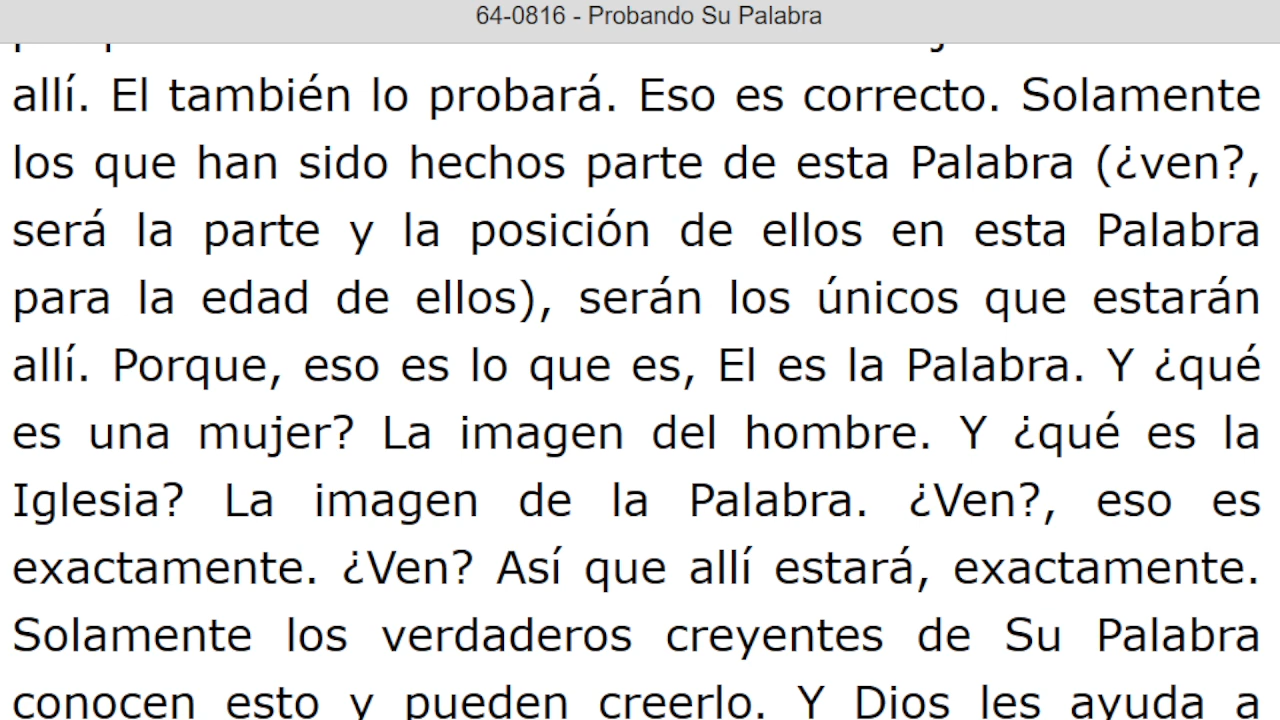 64-0816 - Probando Su Palabra
allí. El también lo probará. Eso es correcto. Solamente
los que han sido hechos parte de esta Palabra (¿ven?,
será la parte y la posición de ellos en esta Palabra
para la edad de ellos), serán los únicos que estarán
allí. Porque, eso es lo que es, El es la Palabra. Y ¿qué
es una mujer? La imagen del hombre. Y ¿qué es la
Iglesia? La imagen de la Palabra. ¿Ven?, eso es
exactamente. ¿Ven? Así que allí estará, exactamente.
Solamente los verdaderos creyentes de Su Palabra
conocen esto y pueden creerlo. Y Dios les ayuda a